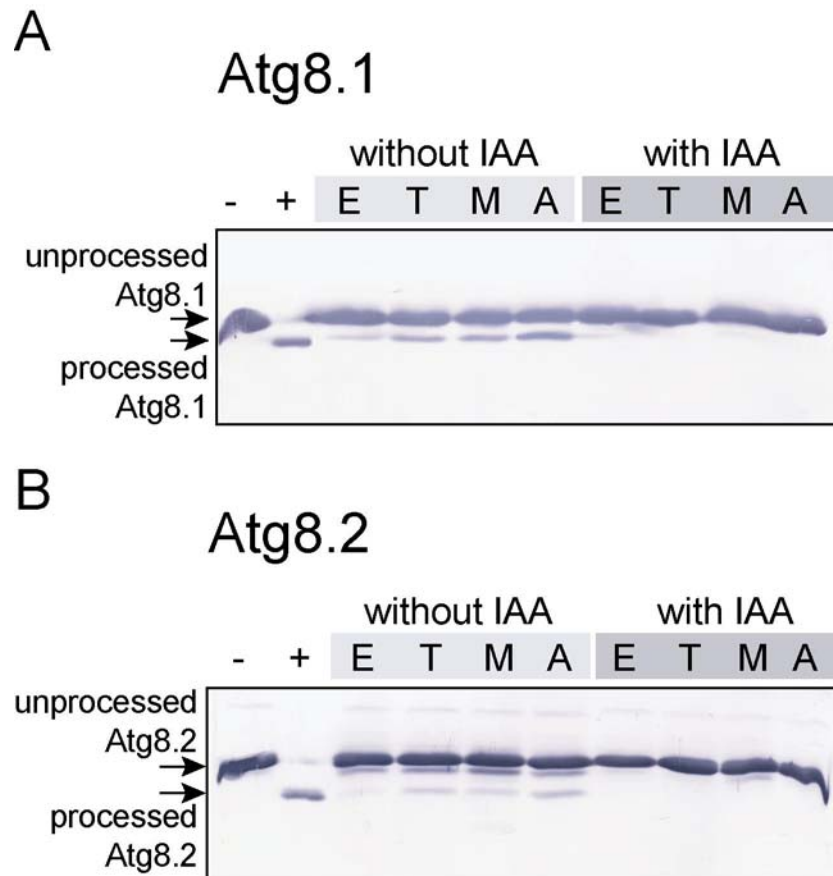 A
Atg8.1
without IAA with IAA
- + E T M A E T M A
unprocessed
Atg8.1
processed
Atg8.1
B
Atg8.2
without IAA with IAA
- + E T M A E T M A
unprocessed
Atg8.2
processed
Atg8.2